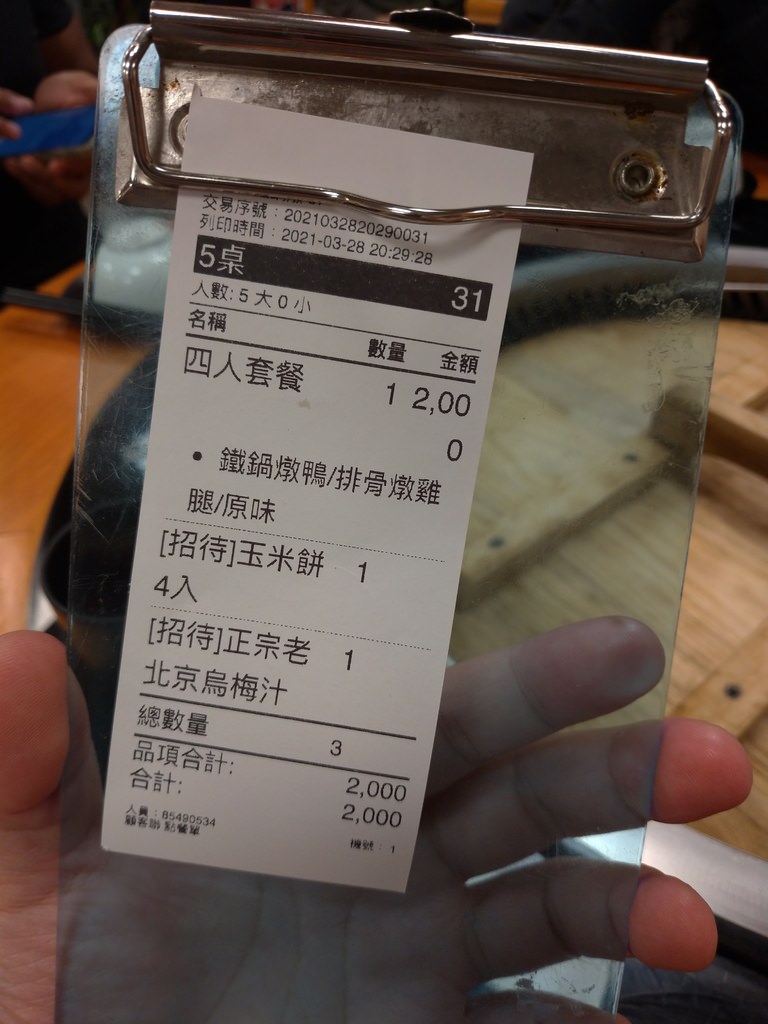 交易序號：2021032820290031
列印時間：2021-03-28 20:29:28
5桌 31
人數: 5 大 0 小
名稱 數量 金額
四人套餐 1 2,00
0
• 鐵鍋燉鴨/排骨燉雞
腿/原味
[招待]玉米餅 1
4入
[招待]正宗老 1
北京烏梅汁
總數量 3
品項合計: 2,000
合計: 2,000
人員：85490534
機號：1